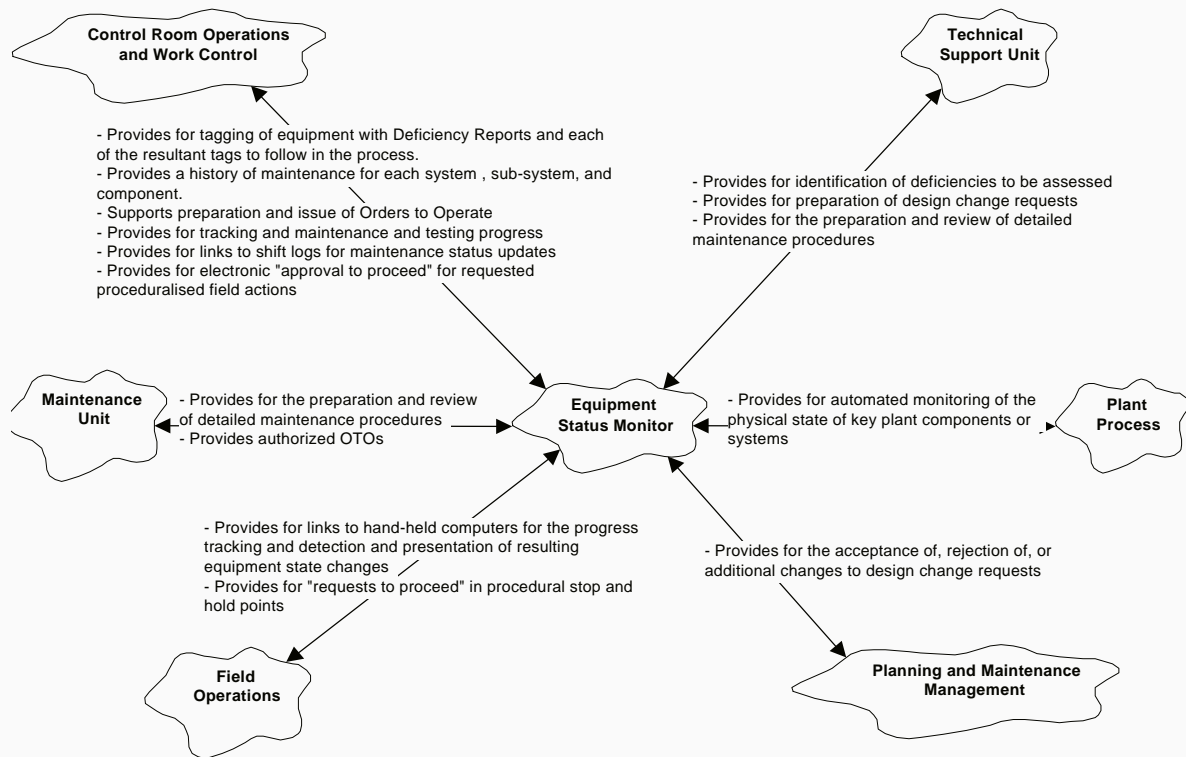 Control Room Operations
and Work Control
Technical
Support Unit
- Provides for tagging of equipment with Deficiency Reports and each
of the resultant tags to follow in the process.
- Provides a history of maintenance for each system , sub-system, and
component.
- Supports preparation and issue of Orders to Operate
- Provides for tracking and maintenance and testing progress
- Provides for links to shift logs for maintenance status updates
- Provides for electronic "approval to proceed" for requested
proceduralised field actions
- Provides for identification of deficiencies to be assessed
- Provides for preparation of design change requests
- Provides for the preparation and review of detailed
maintenance procedures
Maintenance
Unit
- Provides for the preparation and review
of detailed maintenance procedures
- Provides authorized OTOs
Equipment
Status Monitor
- Provides for automated monitoring of the
physical state of key plant components or
systems
Plant
Process
- Provides for links to hand-held computers for the progress
tracking and detection and presentation of resulting
equipment state changes
- Provides for "requests to proceed" in procedural stop and
hold points
- Provides for the acceptance of, rejection of, or
additional changes to design change requests
Field
Operations
Planning and Maintenance
Management